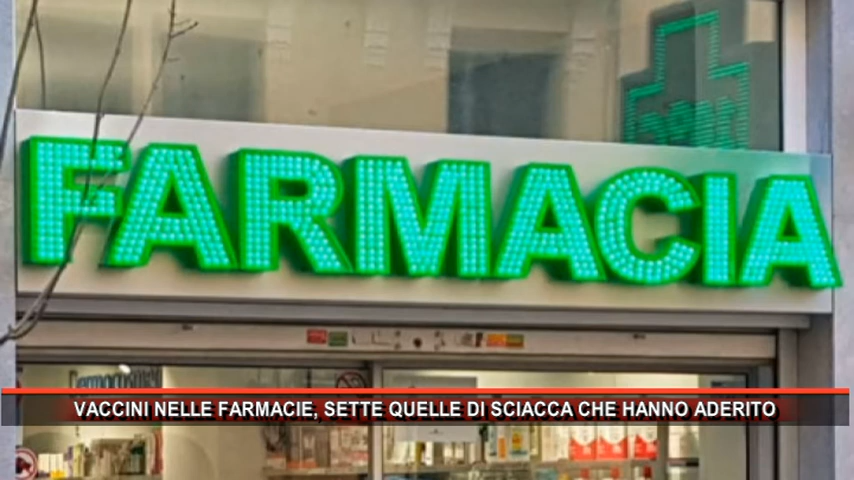 FARMACIA
VACCINI NELLE FARMACIE, SETTE QUELLE DI SCIACCA CHE HANNO ADERITO